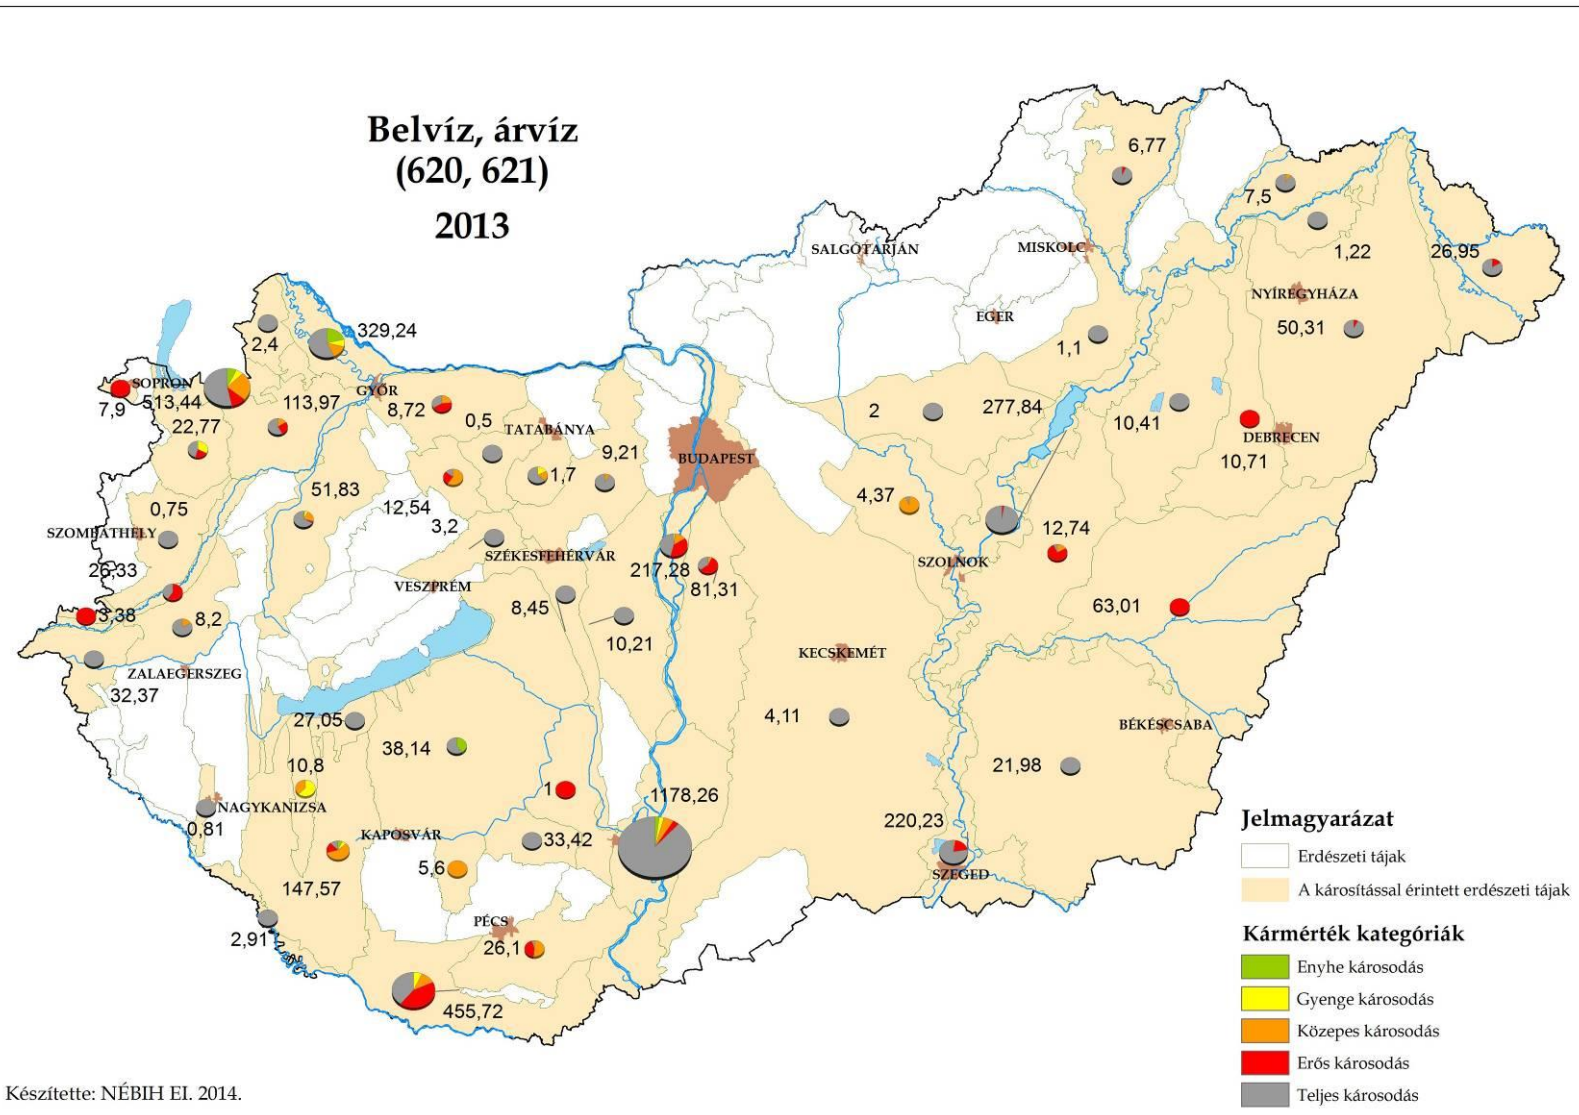 Belvíz, árvíz
(620, 621)
2013
6,77
7,5
1,22
26,95
SALGÓTARJÁN
MISKOLC
NYÍREGYHÁZA
EGER
50,31
1,1
329,24
2,4
SOPRON
7,9
513,44
113,97
GYŐR
8,72
0,5
22,77
TATABÁNYA
9,21
1,7
BUDAPEST
2
277,84
10,41
DEBRECEN
10,71
51,83
12,54
4,37
0,75
3,2
SZOMBATHELY
SZÉKESFEHÉRVÁR
12,74
SZOLNOK
26,33
217,28
81,31
VESZPRÉM
8,45
63,01
3,38
8,2
10,21
KECSKEMÉT
ZALAEGERSZEG
32,37
27,05
4,11
BÉKÉSCSABA
38,14
10,8
21,98
1
1178,26
NAGYKANIZSA
0,81
KAPOSVÁR
33,42
220,23
5,6
SZEGED
147,57
PÉCS
2,91
26,1
455,72
Jelmagyarázat
Erdészeti tájak
A károsítással érintett erdészeti tájak
Kármérték kategóriák
Enyhe károsodás
Gyenge károsodás
Közepes károsodás
Erős károsodás
Teljes károsodás
Készítette: NÉBIH EI. 2014.